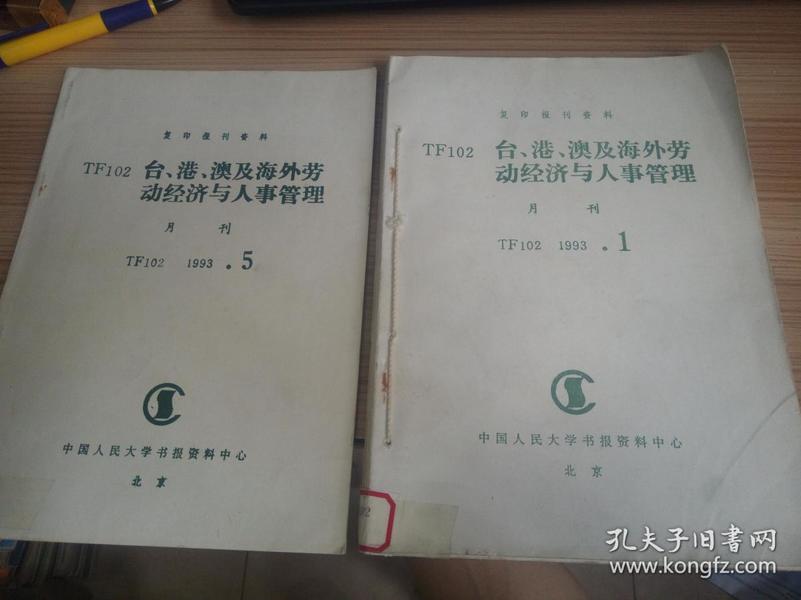 复印报刊资料
TF102 台、港、澳及海外劳
动经济与人事管理
月刊
TF102 1993 .5
中国人民大学书报资料中心
北京
复印报刊资料
TF102 台、港、澳及海外劳
动经济与人事管理
月刊
TF102 1993 .1
中国人民大学书报资料中心
北京
孔夫子旧书网
www.kongfz.com